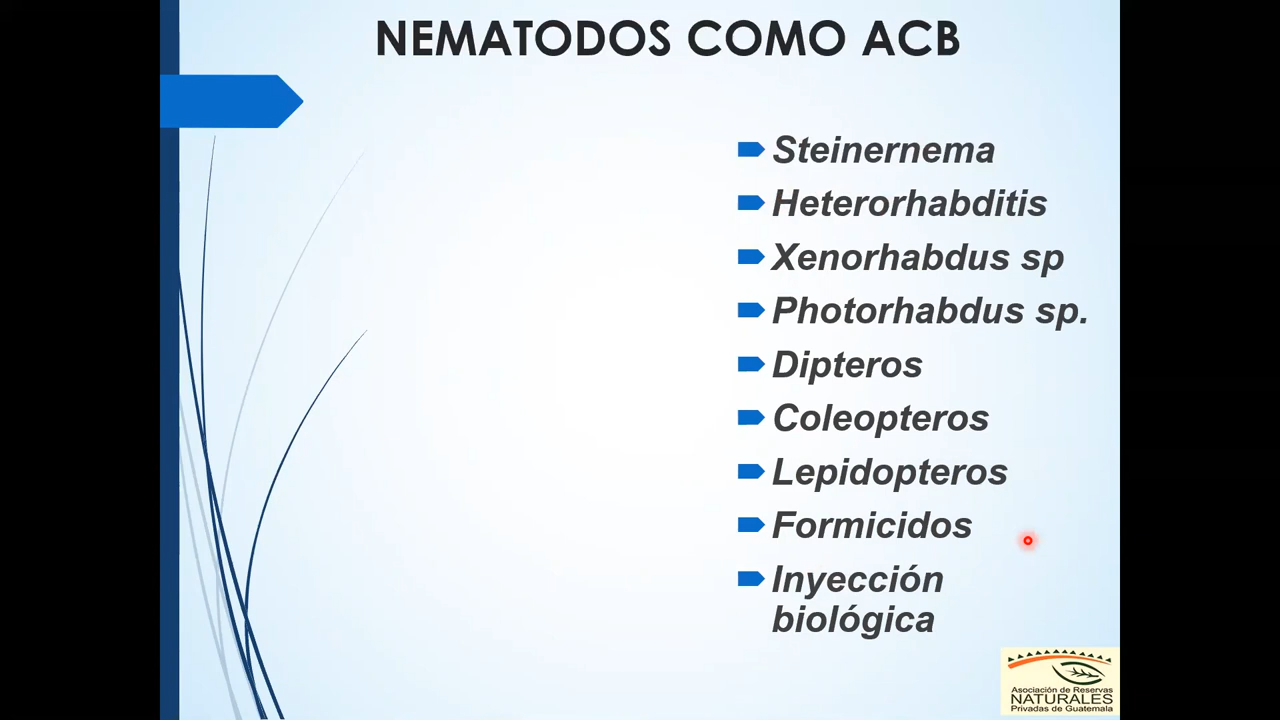 NEMATODOS COMO ACB
Steinernema
Heterorhabditis
Xenorhabdus sp
Photorhabdus sp.
Dipteros
Coleopteros
Lepidopteros
Formicidos
Inyección
biológica
Asociación de Reservas
NATURALES
Privadas de Guatemala